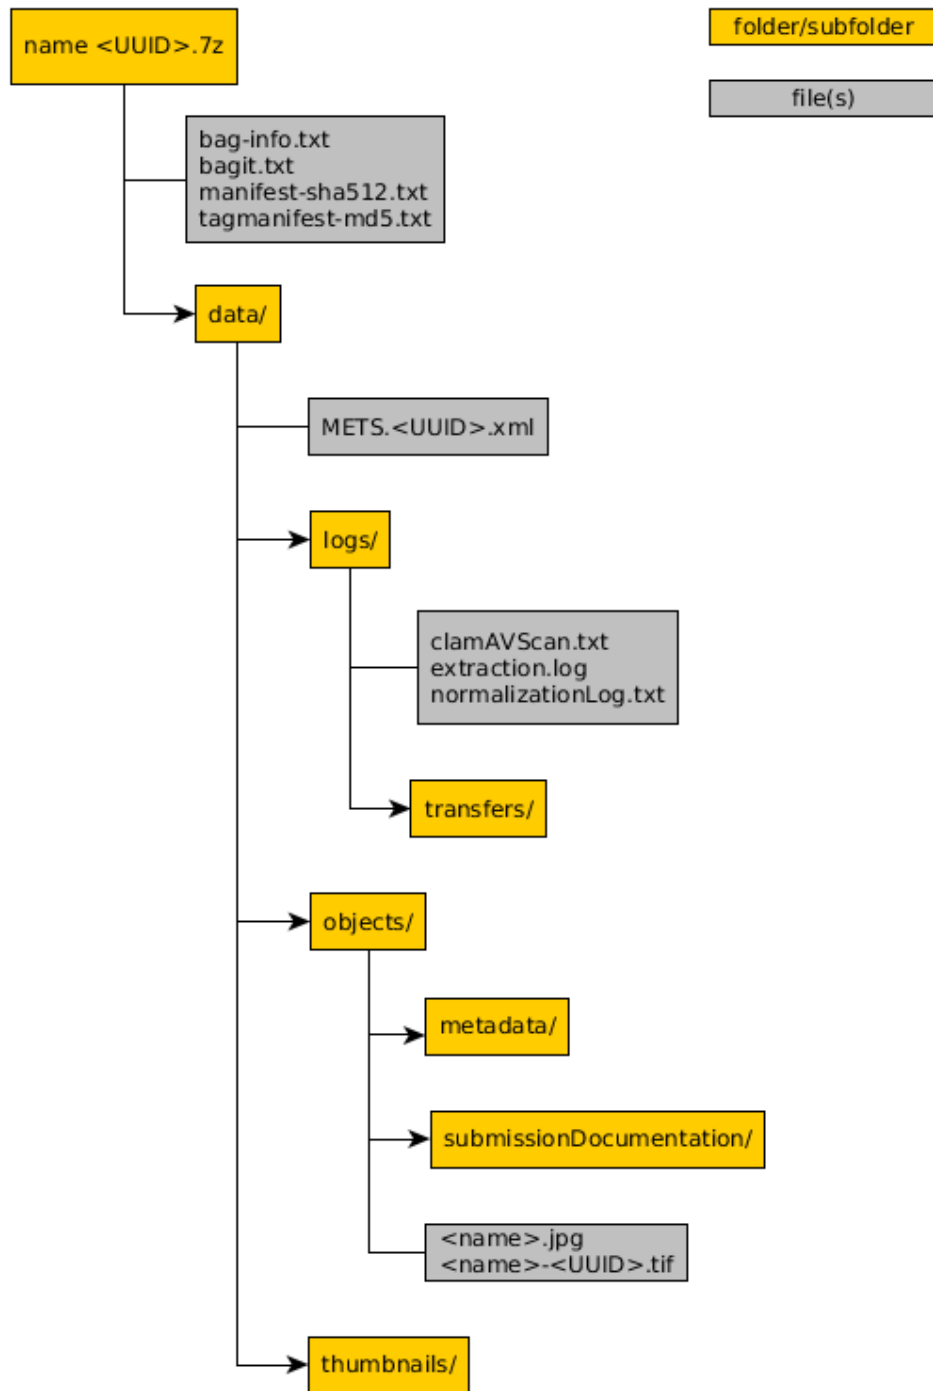 name <UUID>.7z
folder/subfolder
file(s)
bag-info.txt
bagit.txt
manifest-sha512.txt
tagmanifest-md5.txt
data/
METS.<UUID>.xml
logs/
clamAVScan.txt
extraction.log
normalizationLog.txt
transfers/
objects/
metadata/
submissionDocumentation/
<name>.jpg
<name>-<UUID>.tif
thumbnails/